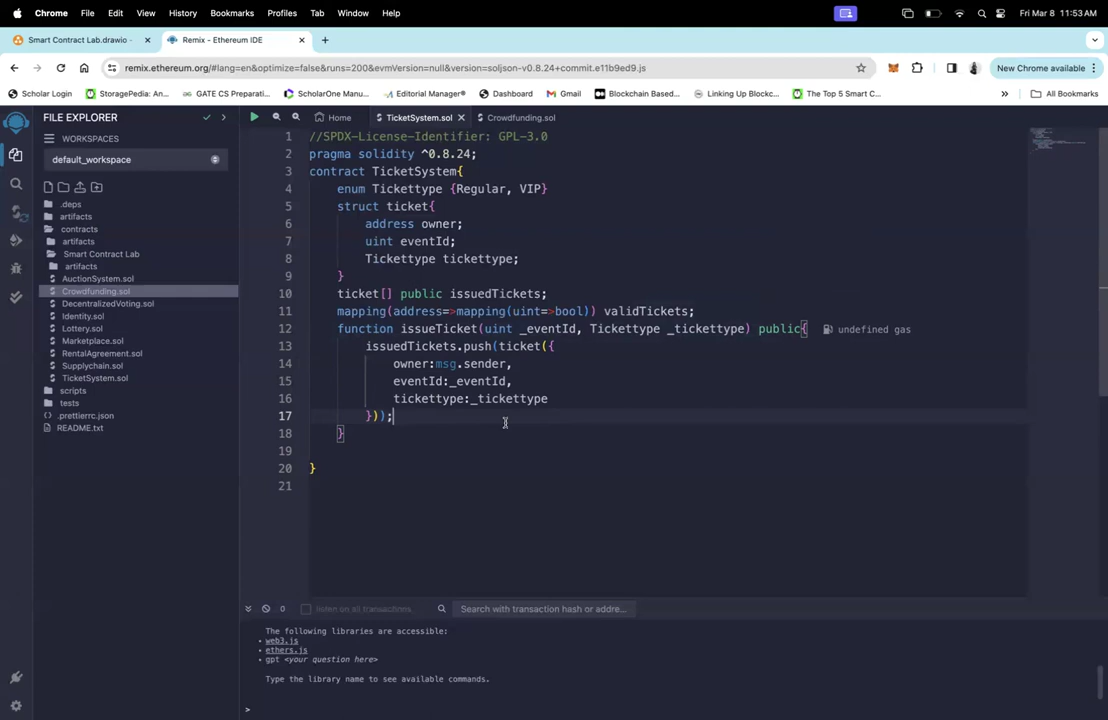 Chrome File Edit View History Bookmarks Profiles Tab Window Help Fri Mar 8 11:53 AM
Smart Contract Lab.drawio - Remix - Ethereum IDE
remix.ethereum.org/#lang=en&optimize=false&runs=200&evmVersion=null&version=soljson-v0.8.24+commit.e11b9ed9.js New Chrome available
Scholar Login StoragePedia: An... GATE CS Preparati... ScholarOne Manu... Editorial Manager® Dashboard Gmail Blockchain Based... Linking Up Blockc... The Top 5 Smart C... » All Bookmarks
FILE EXPLORER
WORKSPACES
default_workspace
.deps
artifacts
contracts
artifacts
Smart Contract Lab
artifacts
AuctionSystem.sol
Crowdfunding.sol
DecentralizedVoting.sol
Identity.sol
Lottery.sol
Marketplace.sol
RentalAgreement.sol
Supplychain.sol
TicketSystem.sol
scripts
tests
.prettierrc.json
README.txt
Home TicketSystem.sol Crowdfunding.sol
1 //SPDX-License-Identifier: GPL-3.0
2 pragma solidity ^0.8.24;
3 contract TicketSystem{
4 enum Tickettype {Regular, VIP}
5 struct ticket{
6 address owner;
7 uint eventId;
8 Tickettype tickettype;
9 }
10 ticket[] public issuedTickets;
11 mapping(address=>mapping(uint=>bool)) validTickets;
12 function issueTicket(uint _eventId, Tickettype _tickettype) public{ undefined gas
13 issuedTickets.push(ticket({
14 owner:msg.sender,
15 eventId:_eventId,
16 tickettype:_tickettype
17 }));
18 }
19
20 }
21
0 listen on all transactions Search with transaction hash or addre...
The following libraries are accessible:
• web3.js
• ethers.js
• gpt <your question here>
Type the library name to see available commands.
>